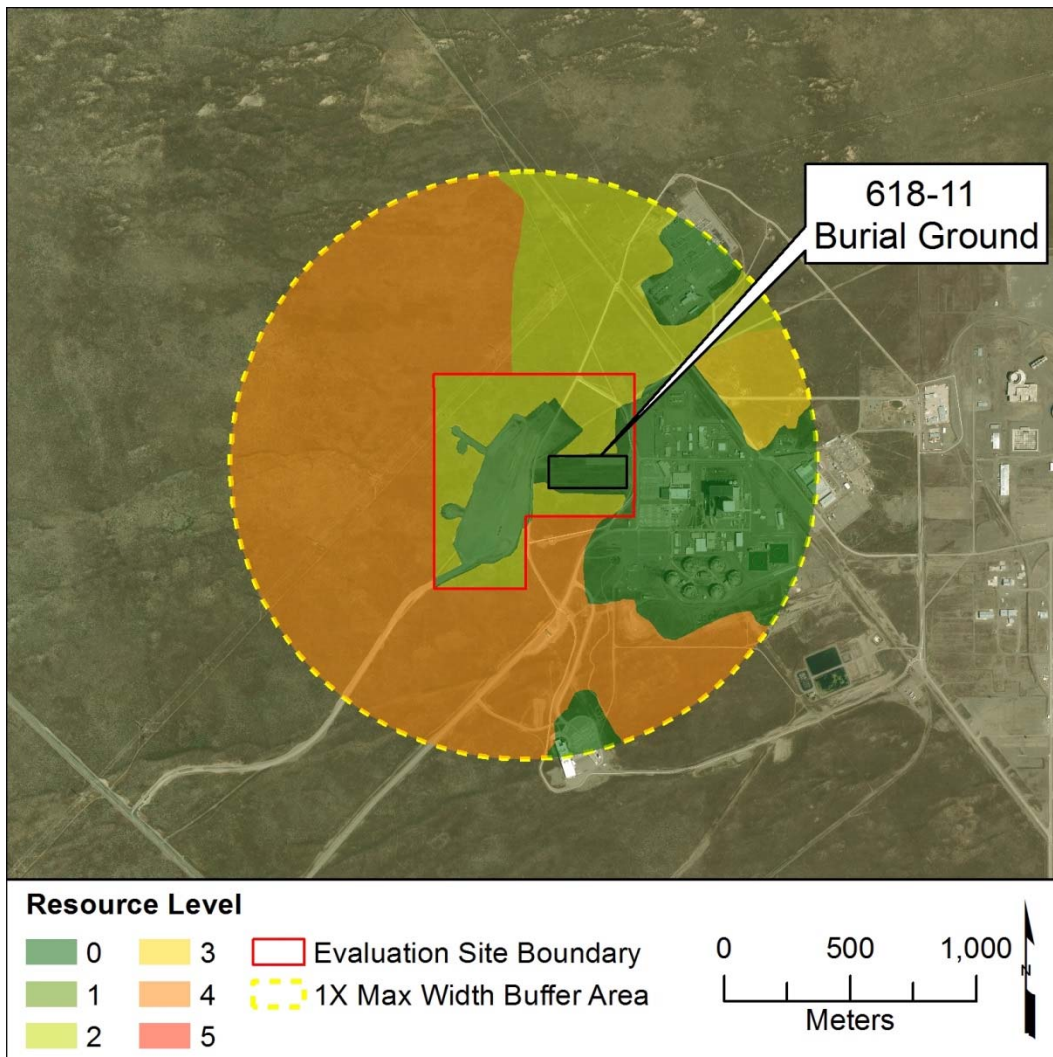 618-11
Burial Ground
Resource Level
0
3
Evaluation Site Boundary
1
4
1X Max Width Buffer Area
2
5
0 500 1,000
Meters
N